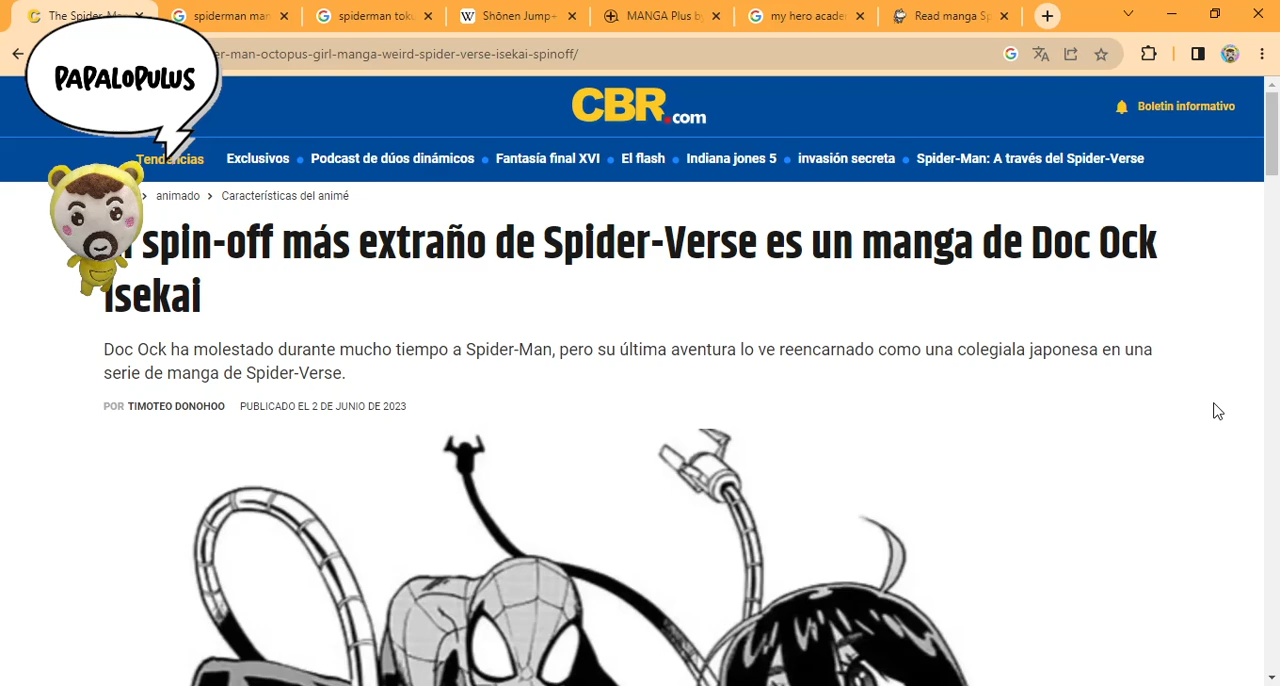 The Spider-Man
spiderman man
spiderman toku
Shōnen Jump+
MANGA Plus by
my hero acade
Read manga Sp
er-man-octopus-girl-manga-weird-spider-verse-isekai-spinoff/
PAPALOPULUS
CBR.com
Boletin informativo
Tendencias
Exclusivos
Podcast de dúos dinámicos
Fantasía final XVI
El flash
Indiana jones 5
invasión secreta
Spider-Man: A través del Spider-Verse
animado > Características del animé
spin-off más extraño de Spider-Verse es un manga de Doc Ock
Isekai
Doc Ock ha molestado durante mucho tiempo a Spider-Man, pero su última aventura lo ve reencarnado como una colegiala japonesa en una
serie de manga de Spider-Verse.
POR TIMOTEO DONOHOO PUBLICADO EL 2 DE JUNIO DE 2023